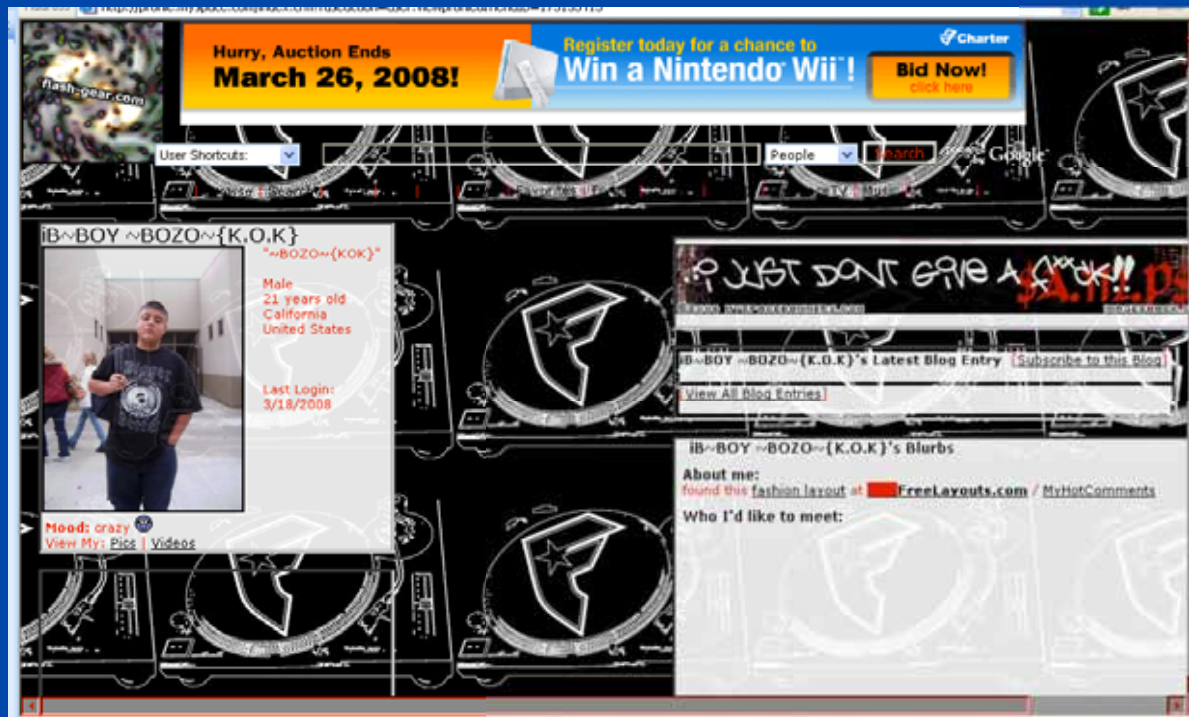 flash-gear.com
Hurry, Auction Ends
March 26, 2008!
Register today for a chance to
Win a Nintendo Wii™!
Charter
Bid Now!
click here
User Shortcuts:
People
Search
Google
iB~BOY ~BOZO~{K.O.K}
"~BOZO~{KOK}"
Male
21 years old
California
United States
Last Login:
3/18/2008
Mood: crazy
View My: Pics | Videos
i JUST DONT GIVE A F**CK!!
iB~BOY ~BOZO~{K.O.K}'s Latest Blog Entry [Subscribe to this Blog]
[View All Blog Entries]
iB~BOY ~BOZO~{K.O.K}'s Blurbs
About me:
found this fashion layout at FreeLayouts.com / MyHotComments
Who I'd like to meet: